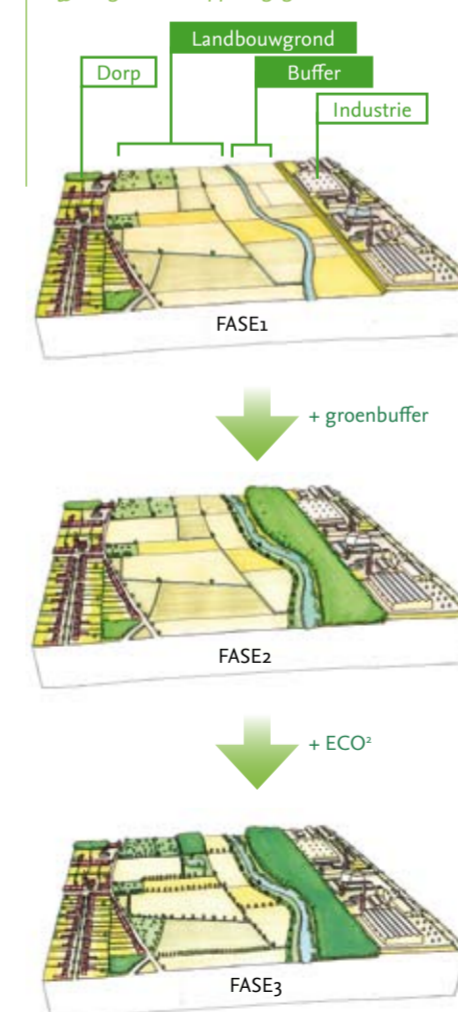 Landbouwgrond
Dorp
Buffer
Industrie
FASE1
+ groenbuffer
FASE2
+ ECO²
FASE3